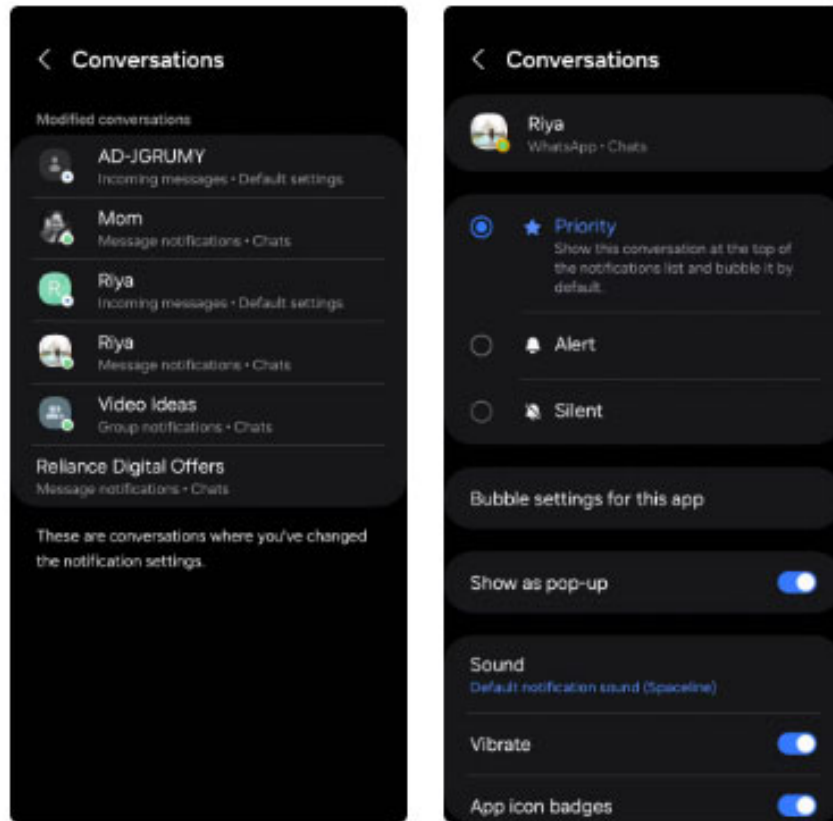 Conversations
Modified conversations
AD-JGRUMY
Incoming messages • Default settings
Mom
Message notifications • Chats
R
Riya
Incoming messages • Default settings
Riya
Message notifications • Chats
Video Ideas
Group notifications • Chats
Reliance Digital Offers
Message notifications • Chats
These are conversations where you've changed
the notification settings.
Conversations
Riya
WhatsApp • Chats
Priority
Show this conversation at the top of
the notifications list and bubble it by
default.
Alert
Silent
Bubble settings for this app
Show as pop-up
Sound
Default notification sound (Spaceline)
Vibrate
App icon badges